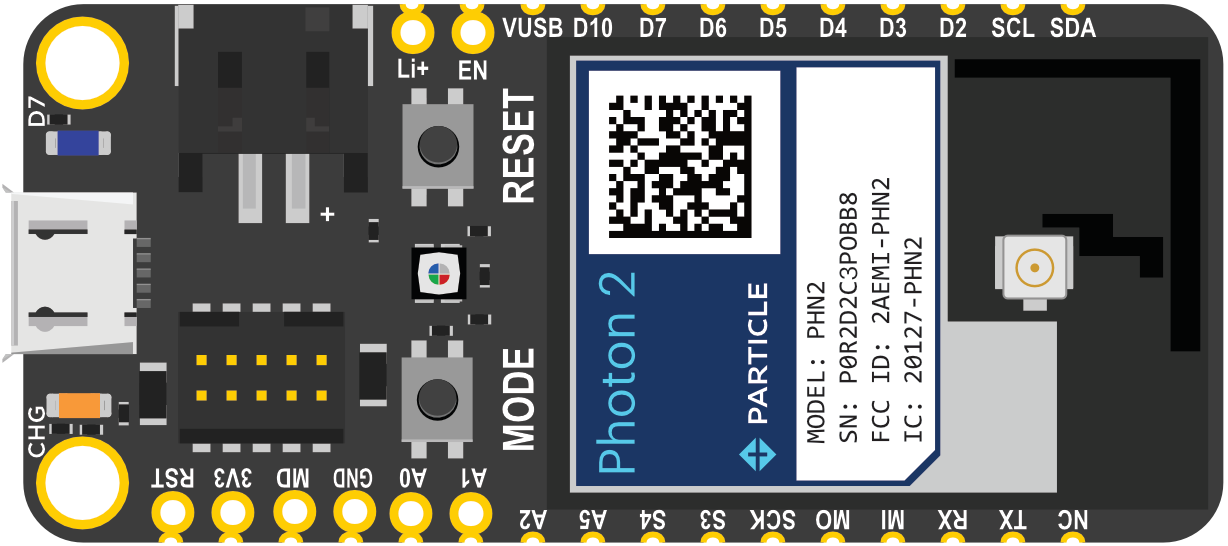 VUSB D10 D7 D6 D5 D4 D3 D2 SCL SDA
Li+ EN
D7
RESET
+
MODE
CHG
Photon 2
PARTICLE
MODEL: PHN2
SN: P0R2D2C3POBB8
FCC ID: 2AEMI-PHN2
IC: 20127-PHN2
RST 3V3 MD GND A0 A1
A2 A5 S4 S3 SCK MO MI RX TX NC